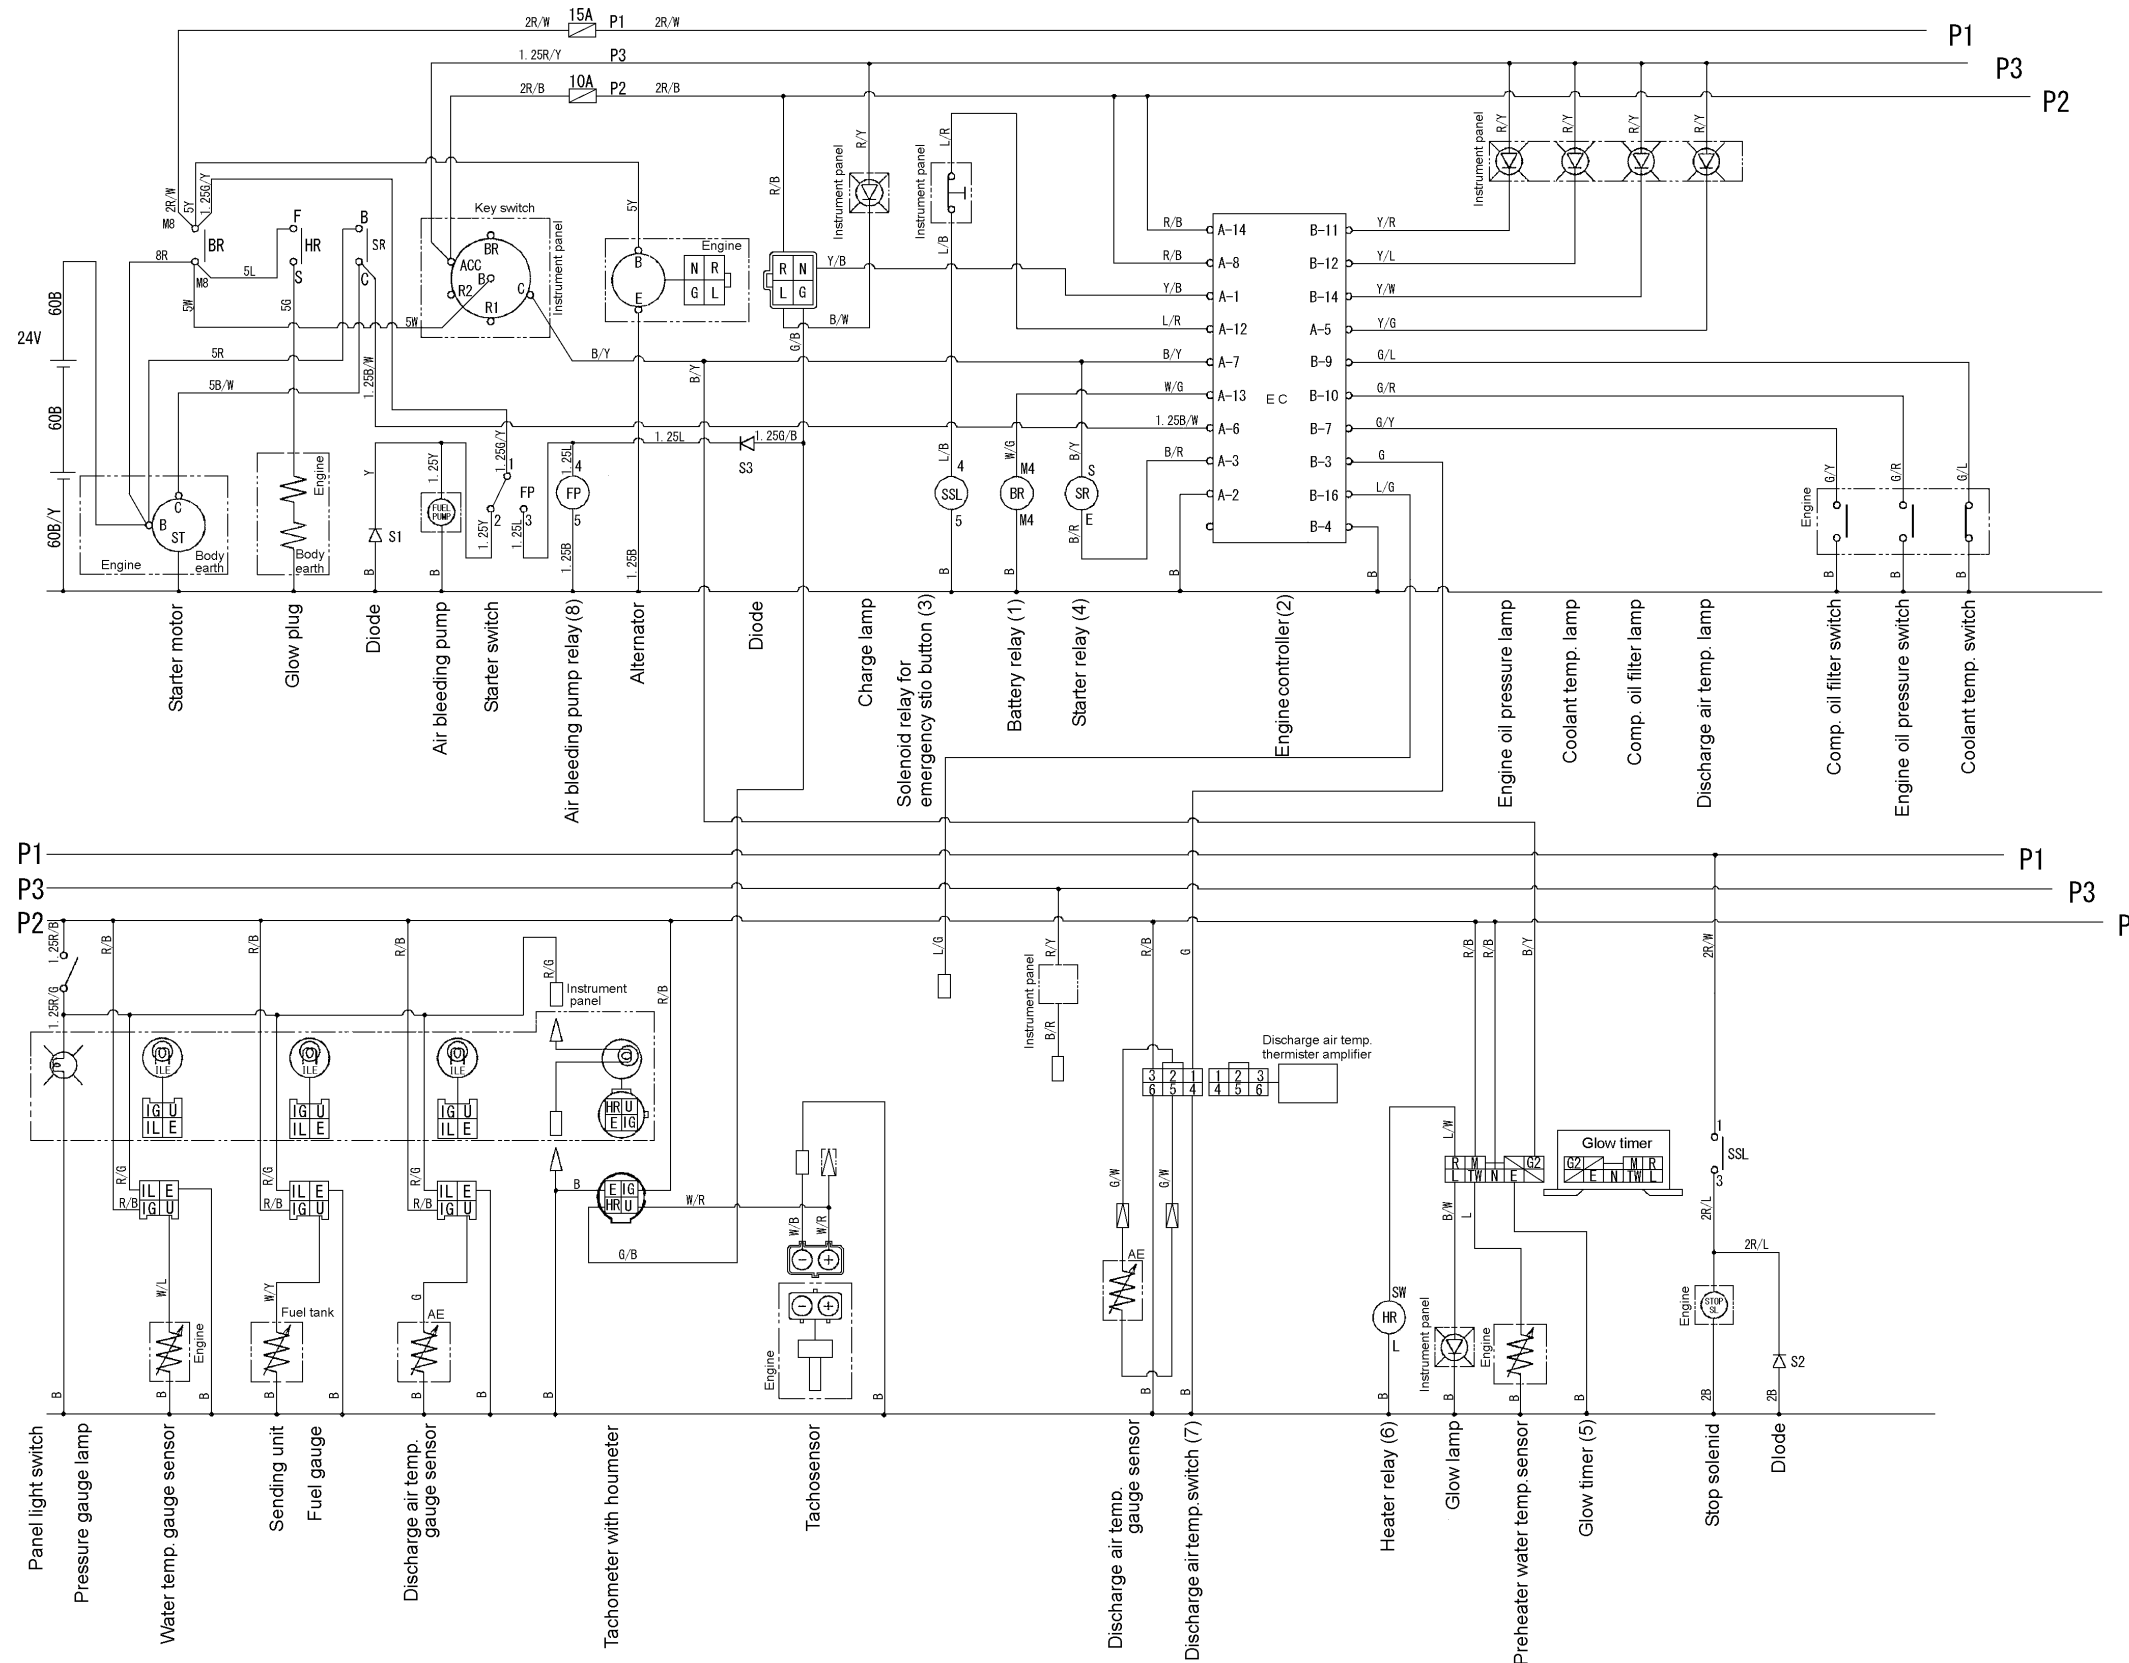 2R/W 15A P1 2R/W P1
1.25R/Y P3 P3
2R/B 10A P2 2R/B P2
2R/W 5Y 1.25G/Y
M8 BR
8R M8
5L 5W
F HR S
5G
B SR C
Key switch
Instrument panel
BR
ACC
B
R2
C
R1
5W
5Y
Engine
B
E
N R
G L
R/B
R N
L G
Y/B
B/W
G/B
R/Y
Instrument panel
L/R
Instrument panel
L/B
R/B A-14
R/B A-8
Y/B A-1
L/R A-12
B/Y A-7
W/G A-13
1.25B/W A-6
B/R A-3
A-2
EC
B-11 Y/R
B-12 Y/L
B-14 Y/W
A-5 Y/G
B-9 G/L
B-10 G/R
B-7 G/Y
B-3 G
B-16 L/G
B-4
B B
Instrument panel
R/Y R/Y R/Y R/Y
24V
60B
60B
60B/Y
5R
5B/W
1.25B/W
B/Y
B/Y
C
B
ST
Engine
Body
earth
Engine
Body
earth
Y
S1
B
1.25Y
FUEL
PUMP
B
1.25G/Y
1
2
1.25Y
FP
3
1.25L
1.25L
4
FP
5
1.25B
1.25B
1.25L
S3
1.25G/B
L/B
4
SSL
5
B
W/G
M4
BR
M4
B
B/Y
S
SR
E
B/R
Engine
G/Y G/R G/L
B B B
Starter motor
Glow plug
Diode
Air bleeding pump
Starter switch
Air bleeding pump relay (8)
Alternator
Diode
Charge lamp
Solenoid relay for
emergency stio button (3)
Battery relay (1)
Starter relay (4)
Engine controller (2)
Engine oil pressure lamp
Coolant temp. lamp
Comp. oil filter lamp
Discharge air temp. lamp
Comp. oil filter switch
Engine oil pressure switch
Coolant temp. switch
P1 P1
P3 P3
P2 P
1.25R/B
1.25R/G
R/B
R/B
R/B
R/G
Instrument
panel
R/B
ILE
ILE
ILE
IG U
IL E
IG U
IL E
IG U
IL E
HR U
E IG
R/G
R/B
IL E
IG U
R/G
R/B
IL E
IG U
R/G
R/B
IL E
IG U
B
E IG
HR U
W/R
G/B
W/L
Engine
W/Y
Fuel tank
G
AE
B B B B B B B B
W/B W/R
− +
− +
Engine
B
L/G
Instrument panel
R/Y
B/R
R/B
G
3 2 1
6 5 4
1 2 3
4 5 6
Discharge air temp.
thermister amplifier
G/W
G/W
AE
B
B
R/B R/B B/Y
L/W
R M G2
L TW N E
Glow timer
G2 M R
E N TW L
B/W
L
SW
HR
L
B
Instrument panel
B
Engine
B
B
2R/W
1
SSL
3
2R/L
2R/L
Engine
STOP
SL
2B
S2
2B
Panel light switch
Pressure gauge lamp
Water temp. gauge sensor
Sending unit
Fuel gauge
Discharge air temp.
gauge sensor
Tachometer with houmeter
Tachosensor
Discharge air temp.
gauge sensor
Discharge air temp. switch (7)
Heater relay (6)
Glow lamp
Preheater water temp. sensor
Glow timer (5)
Stop solenid
DIode